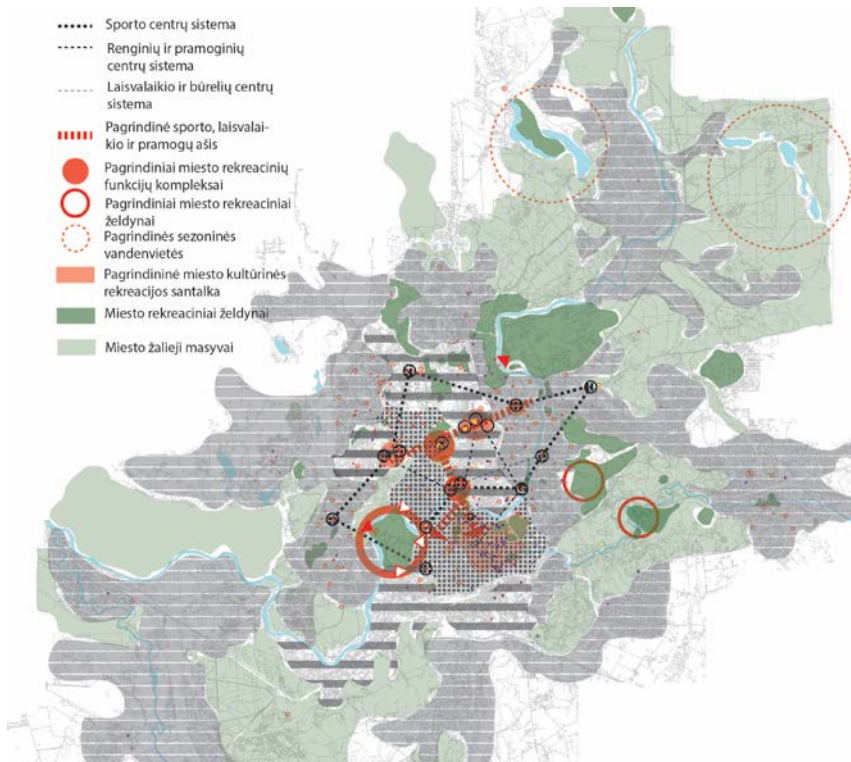 Sporto centrų sistema
Renginių ir pramoginių
centrų sistema
Laisvalaikio ir būrelių centrų
sistema
Pagrindinė sporto, laisvalai-
kio ir pramogų ašis
Pagrindiniai miesto rekreacinių
funkcijų kompleksai
Pagrindiniai miesto rekreaciniai
želdynai
Pagrindinės sezoninės
vandenvietės
Pagrindininė miesto kultūrinės
rekreacijos santalka
Miesto rekreaciniai želdynai
Miesto žalieji masyvai